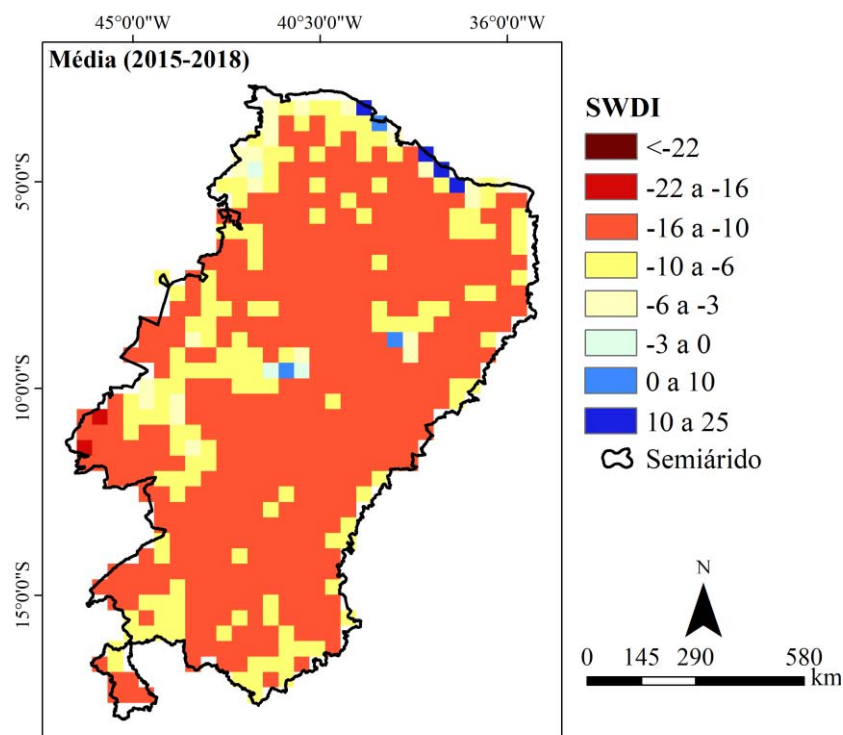 45°0'0"W 40°30'0"W 36°0'0"W
Média (2015-2018)
5°0'0"S
10°0'0"S
15°0'0"S
SWDI
<-22
-22 a -16
-16 a -10
-10 a -6
-6 a -3
-3 a 0
0 a 10
10 a 25
Semiárido
N
0 145 290 580
km